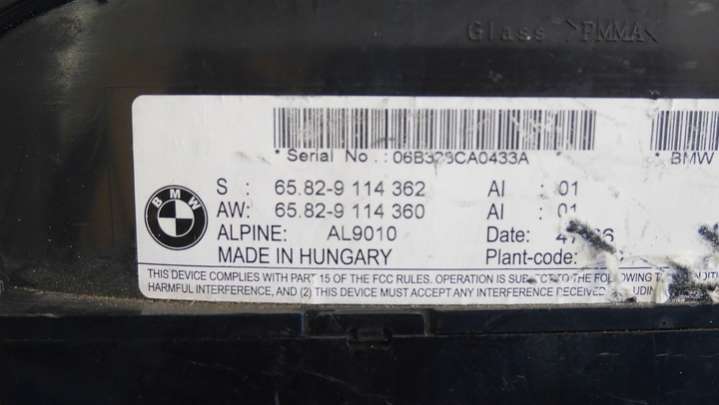 Glass >PMMA<
* Serial No.: 06B328CA0433A * BMW
BMW
S : 65.82-9 114 362 AI : 01
AW: 65.82-9 114 360 AI : 01
ALPINE: AL9010 Date:
MADE IN HUNGARY Plant-code:
THIS DEVICE COMPLIES WITH PART 15 OF THE FCC RULES. OPERATION IS SUBJECT TO THE FOLLOWING
HARMFUL INTERFERENCE, AND (2) THIS DEVICE MUST ACCEPT ANY INTERFERENCE RECEIVED,